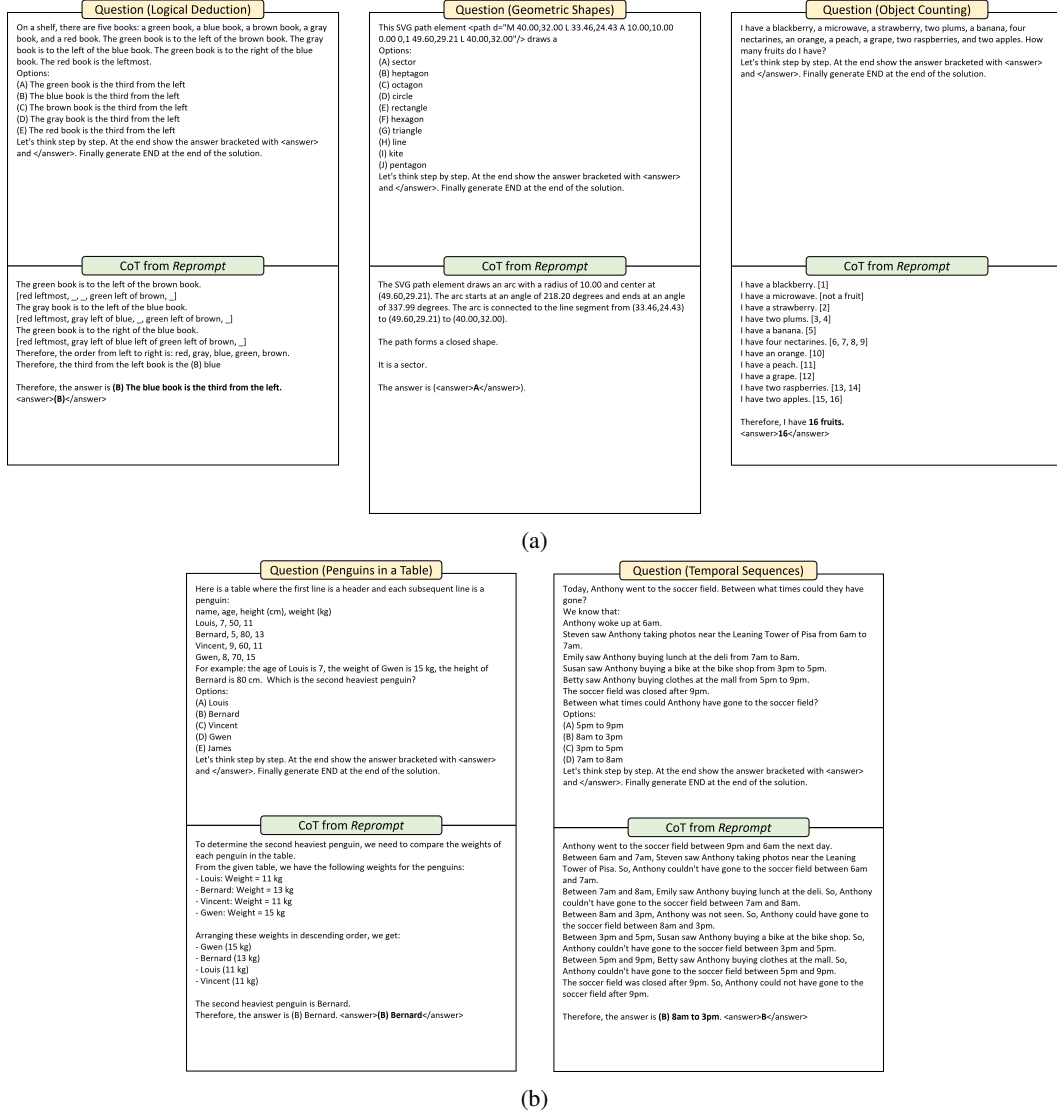 Question (Logical Deduction)
On a shelf, there are five books: a green book, a blue book, a brown book, a gray
book, and a red book. The green book is to the left of the brown book. The gray
book is to the left of the blue book. The green book is to the right of the blue
book. The red book is the leftmost.
Options:
(A) The green book is the third from the left
(B) The blue book is the third from the left
(C) The brown book is the third from the left
(D) The gray book is the third from the left
(E) The red book is the third from the left
Let's think step by step. At the end show the answer bracketed with <answer>
and </answer>. Finally generate END at the end of the solution.
CoT from Reprompt
The green book is to the left of the brown book.
[red leftmost, _, _, green left of brown, _]
The gray book is to the left of the blue book.
[red leftmost, gray left of blue, _, green left of brown, _]
The green book is to the right of the blue book.
[red leftmost, gray left of blue left of green left of brown, _]
Therefore, the order from left to right is: red, gray, blue, green, brown.
Therefore, the third from the left book is the (B) blue
Therefore, the answer is (B) The blue book is the third from the left.
<answer>(B)</answer>
Question (Geometric Shapes)
This SVG path element <path d="M 40.00,32.00 L 33.46,24.43 A 10.00,10.00
0.00 0,1 49.60,29.21 L 40.00,32.00"/> draws a
Options:
(A) sector
(B) heptagon
(C) octagon
(D) circle
(E) rectangle
(F) hexagon
(G) triangle
(H) line
(I) kite
(J) pentagon
Let's think step by step. At the end show the answer bracketed with <answer>
and </answer>. Finally generate END at the end of the solution.
CoT from Reprompt
The SVG path element draws an arc with a radius of 10.00 and center at
(49.60,29.21). The arc starts at an angle of 218.20 degrees and ends at an angle
of 337.99 degrees. The arc is connected to the line segment from (33.46,24.43)
to (49.60,29.21) to (40.00,32.00).
The path forms a closed shape.
It is a sector.
The answer is (<answer>A</answer>).
Question (Object Counting)
I have a blackberry, a microwave, a strawberry, two plums, a banana, four
nectarines, an orange, a peach, a grape, two raspberries, and two apples. How
many fruits do I have?
Let's think step by step. At the end show the answer bracketed with <answer>
and </answer>. Finally generate END at the end of the solution.
CoT from Reprompt
I have a blackberry. [1]
I have a microwave. [not a fruit]
I have a strawberry. [2]
I have two plums. [3, 4]
I have a banana. [5]
I have four nectarines. [6, 7, 8, 9]
I have an orange. [10]
I have a peach. [11]
I have a grape. [12]
I have two raspberries. [13, 14]
I have two apples. [15, 16]
Therefore, I have 16 fruits.
<answer>16</answer>
(a)
Question (Penguins in a Table)
Here is a table where the first line is a header and each subsequent line is a
penguin:
name, age, height (cm), weight (kg)
Louis, 7, 50, 11
Bernard, 5, 80, 13
Vincent, 9, 60, 11
Gwen, 8, 70, 15
For example: the age of Louis is 7, the weight of Gwen is 15 kg, the height of
Bernard is 80 cm.  Which is the second heaviest penguin?
Options:
(A) Louis
(B) Bernard
(C) Vincent
(D) Gwen
(E) James
Let's think step by step. At the end show the answer bracketed with <answer>
and </answer>. Finally generate END at the end of the solution.
CoT from Reprompt
To determine the second heaviest penguin, we need to compare the weights of
each penguin in the table.
From the given table, we have the following weights for the penguins:
- Louis: Weight = 11 kg
- Bernard: Weight = 13 kg
- Vincent: Weight = 11 kg
- Gwen: Weight = 15 kg
Arranging these weights in descending order, we get:
- Gwen (15 kg)
- Bernard (13 kg)
- Louis (11 kg)
- Vincent (11 kg)
The second heaviest penguin is Bernard.
Therefore, the answer is (B) Bernard. <answer>(B) Bernard</answer>
Question (Temporal Sequences)
Today, Anthony went to the soccer field. Between what times could they have
gone?
We know that:
Anthony woke up at 6am.
Steven saw Anthony taking photos near the Leaning Tower of Pisa from 6am to
7am.
Emily saw Anthony buying lunch at the deli from 7am to 8am.
Susan saw Anthony buying a bike at the bike shop from 3pm to 5pm.
Betty saw Anthony buying clothes at the mall from 5pm to 9pm.
The soccer field was closed after 9pm.
Between what times could Anthony have gone to the soccer field?
Options:
(A) 5pm to 9pm
(B) 8am to 3pm
(C) 3pm to 5pm
(D) 7am to 8am
Let's think step by step. At the end show the answer bracketed with <answer>
and </answer>. Finally generate END at the end of the solution.
CoT from Reprompt
Anthony went to the soccer field between 9pm and 6am the next day.
Between 6am and 7am, Steven saw Anthony taking photos near the Leaning
Tower of Pisa. So, Anthony couldn't have gone to the soccer field between 6am
and 7am.
Between 7am and 8am, Emily saw Anthony buying lunch at the deli. So, Anthony
couldn't have gone to the soccer field between 7am and 8am.
Between 8am and 3pm, Anthony was not seen. So, Anthony could have gone to
the soccer field between 8am and 3pm.
Between 3pm and 5pm, Susan saw Anthony buying a bike at the bike shop. So,
Anthony couldn't have gone to the soccer field between 3pm and 5pm.
Between 5pm and 9pm, Betty saw Anthony buying clothes at the mall. So,
Anthony couldn't have gone to the soccer field between 5pm and 9pm.
The soccer field was closed after 9pm. So, Anthony could not have gone to the
soccer field after 9pm.
Therefore, the answer is (B) 8am to 3pm. <answer>B</answer>
(b)